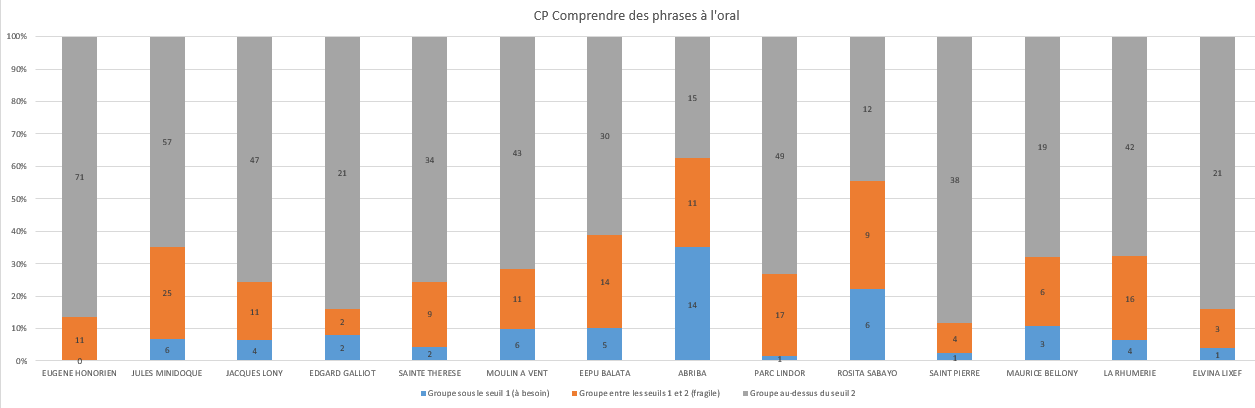 CP Comprendre des phrases à l'oral
100%
90%
80%
70%
60%
50%
40%
30%
20%
10%
0%
71 57 47 21 34 43 30 15 49 12 38 19 42 21
11 25 11 2 9 11 14 11 17 9 4 6 16 3
0 6 4 2 2 6 5 14 1 6 1 3 4 1
EUGENE HONORIEN JULES MINIDOQUE JACQUES LONY EDGARD GALLIOT SAINTE THERESE MOULIN A VENT EEPU BALATA ABRIBA PARC LINDOR ROSITA SABAYO SAINT PIERRE MAURICE BELLONY LA RHUMERIE ELVINA LIXEF
Groupe sous le seuil 1 (à besoin) Groupe entre les seuils 1 et 2 (fragile) Groupe au-dessus du seuil 2